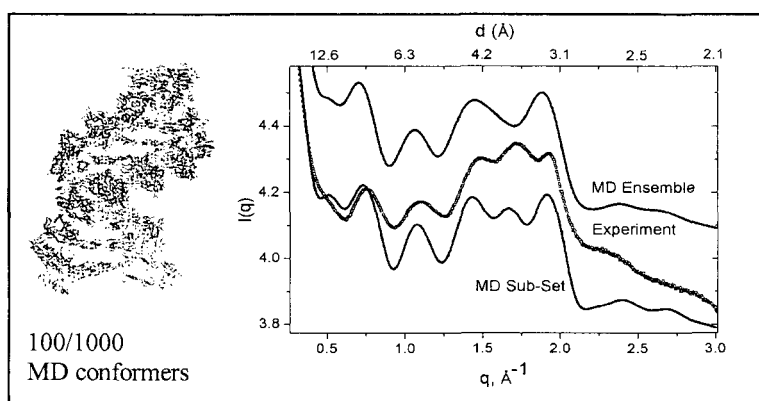 d (Å)
12.6 6.3 4.2 3.1 2.5 2.1
4.4
4.2
4.0
3.8
I(q)
MD Ensemble
Experiment
MD Sub-Set
0.5 1.0 1.5 2.0 2.5 3.0
q, Å⁻¹
100/1000
MD conformers